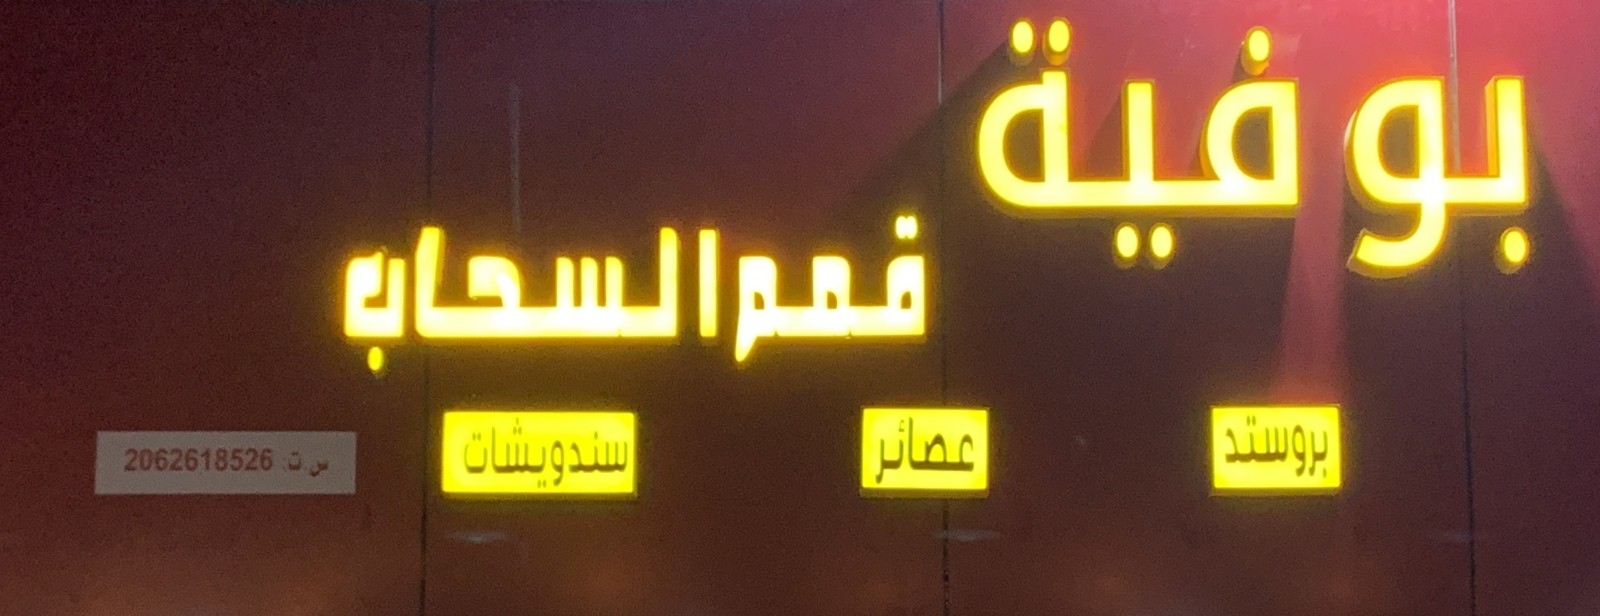 بوفية
قمم السحاب
بروستد
عصائر
سندويشات
س.ت: 2062618526